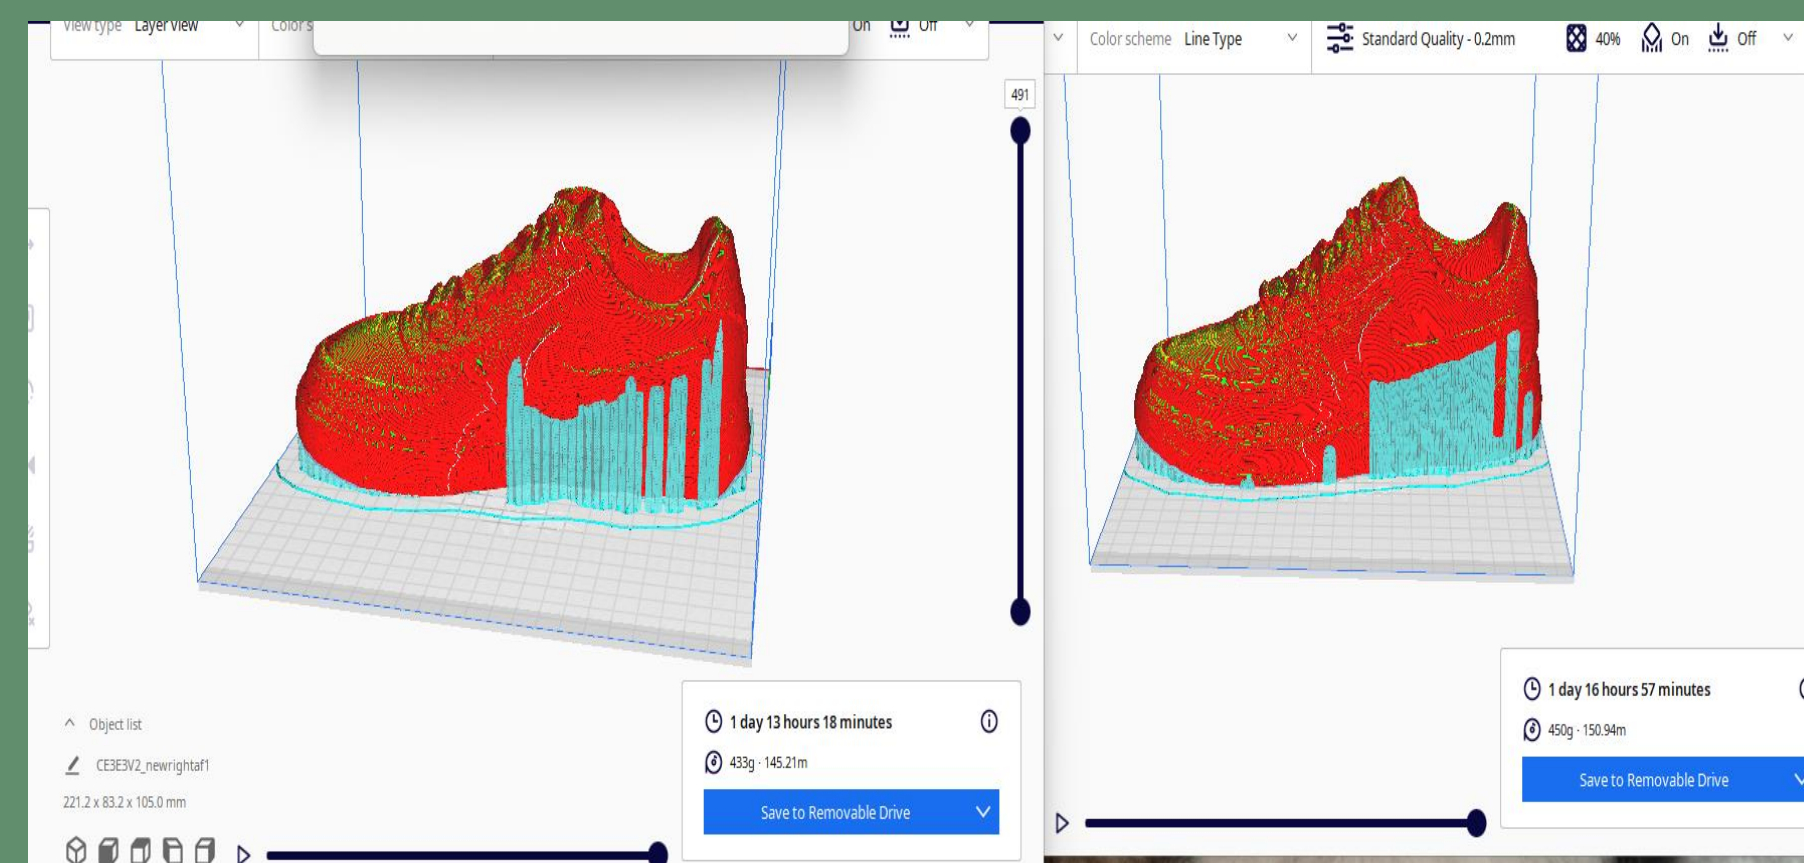 View type Layer view
Color s
On Off
Color scheme Line Type
Standard Quality - 0.2mm
40% On Off
491
Object list
CE3E3V2_newrightaf1
221.2 x 83.2 x 105.0 mm
1 day 13 hours 18 minutes
433g · 145.21m
Save to Removable Drive
1 day 16 hours 57 minutes
450g · 150.94m
Save to Removable Drive